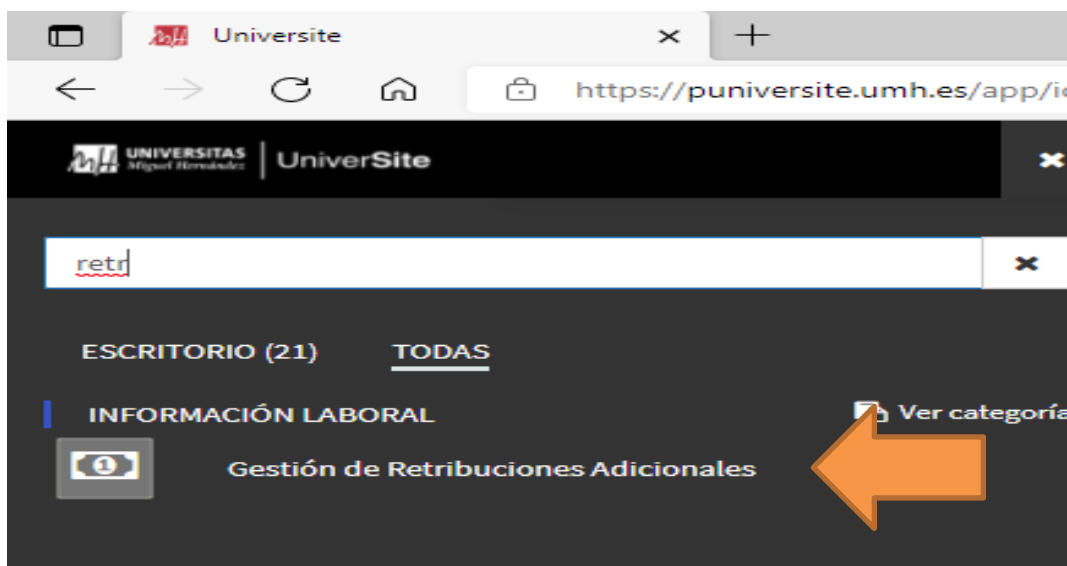 Universite
https://puniversite.umh.es/app/i
UNIVERSITAS
Miguel Hernández
UniverSite
retr
ESCRITORIO (21) TODAS
INFORMACIÓN LABORAL Ver categoría
1 Gestión de Retribuciones Adicionales